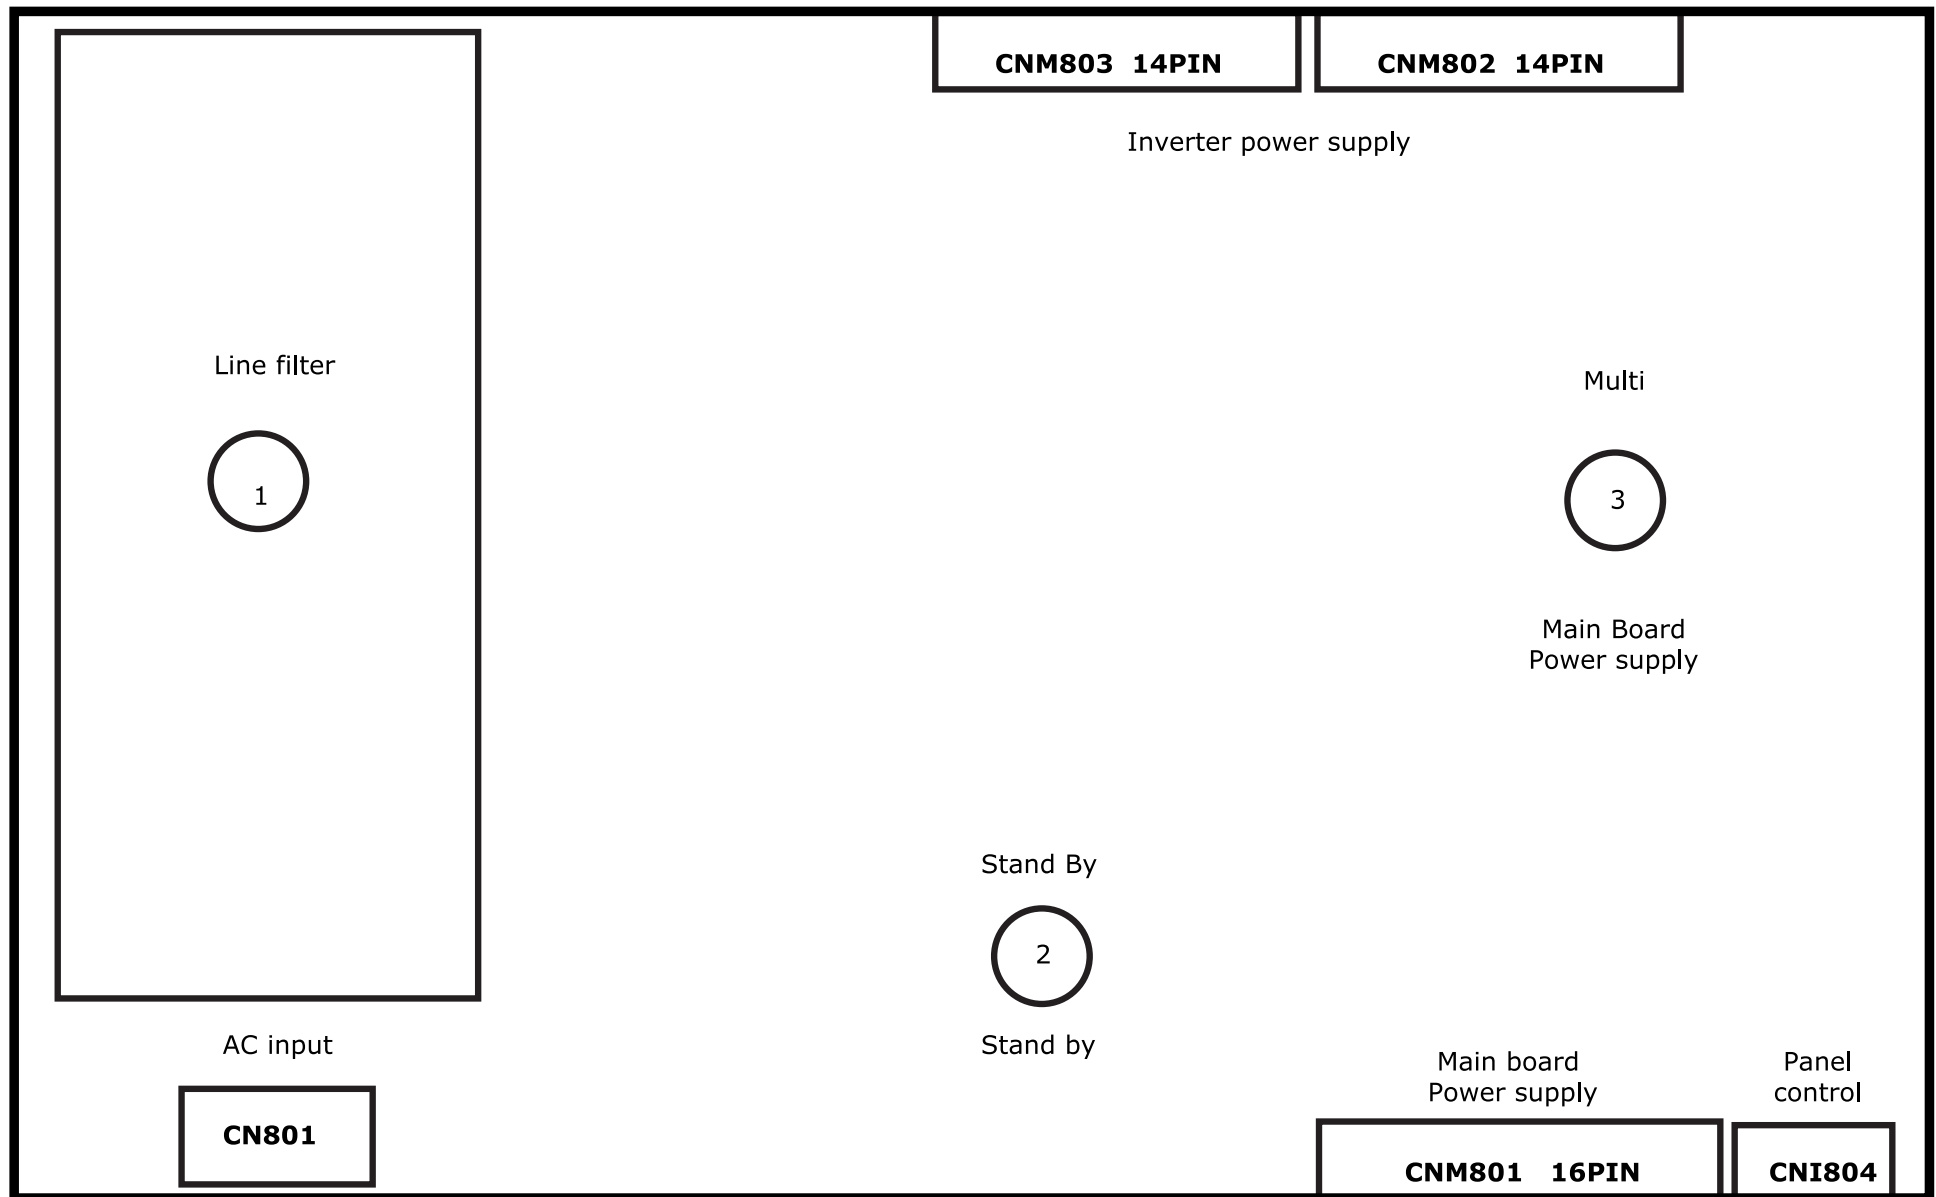 CNM803 14PIN
CNM802 14PIN
Inverter power supply
Line filter
1
Multi
3
Main Board
Power supply
Stand By
2
Stand by
AC input
CN801
Main board
Power supply
CNM801 16PIN
Panel
control
CNI804